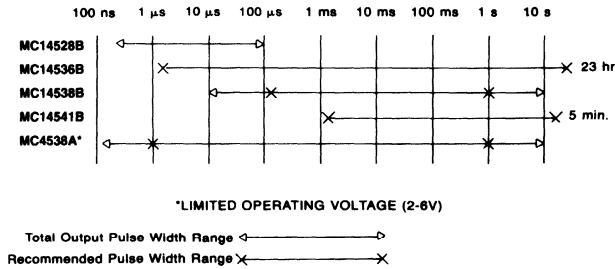 100 ns 1 µs 10 µs 100 µs 1 ms 10 ms 100 ms 1 s 10 s
MC14528B
MC14536B 23 hr
MC14538B
MC14541B 5 min.
MC4538A*
*LIMITED OPERATING VOLTAGE (2-6V)
Total Output Pulse Width Range
Recommended Pulse Width Range